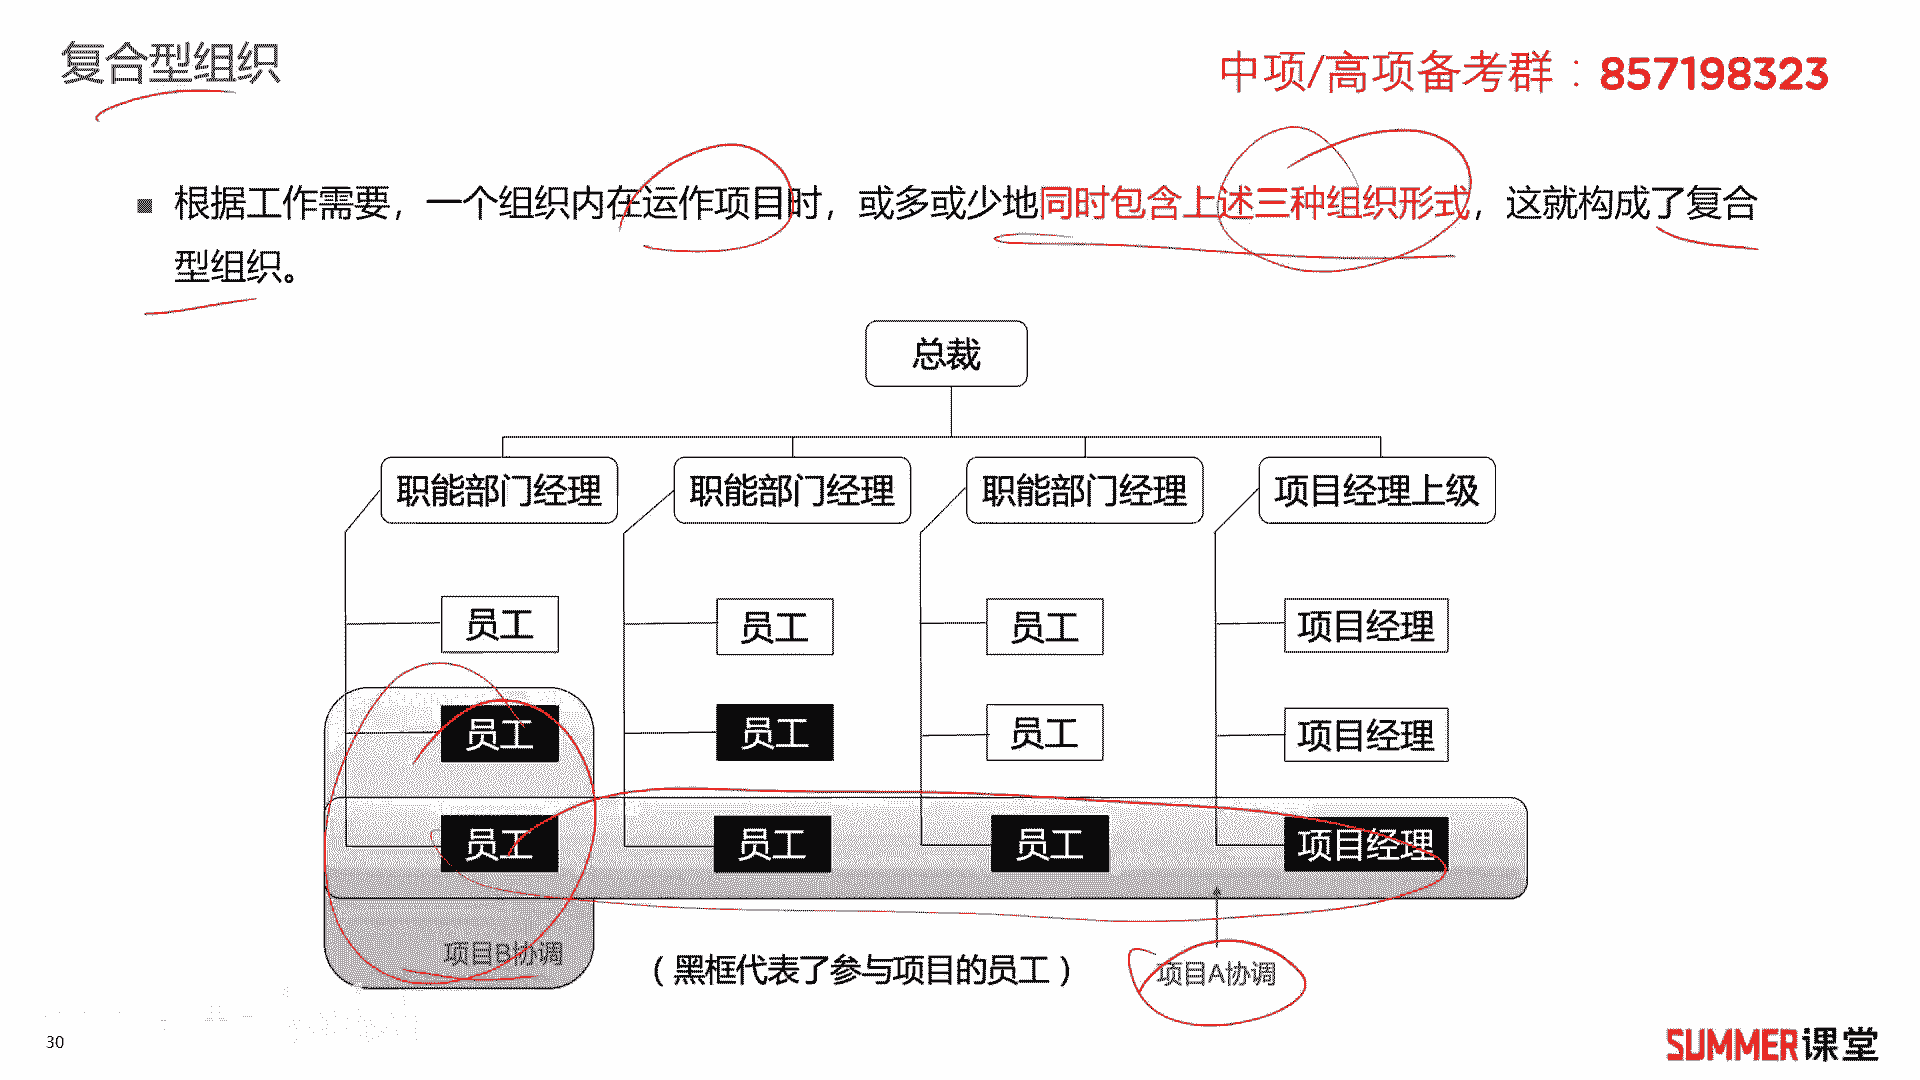 复合型组织
中项/高项备考群：857198323
■ 根据工作需要，一个组织内在运作项目时，或多或少地同时包含上述三种组织形式，这就构成了复合
型组织。
总裁
职能部门经理 职能部门经理 职能部门经理 项目经理上级
员工 员工 员工 项目经理
员工 员工 员工 项目经理
员工 员工 员工 项目经理
项目B协调
（黑框代表了参与项目的员工）
项目A协调
30
SUMMER课堂